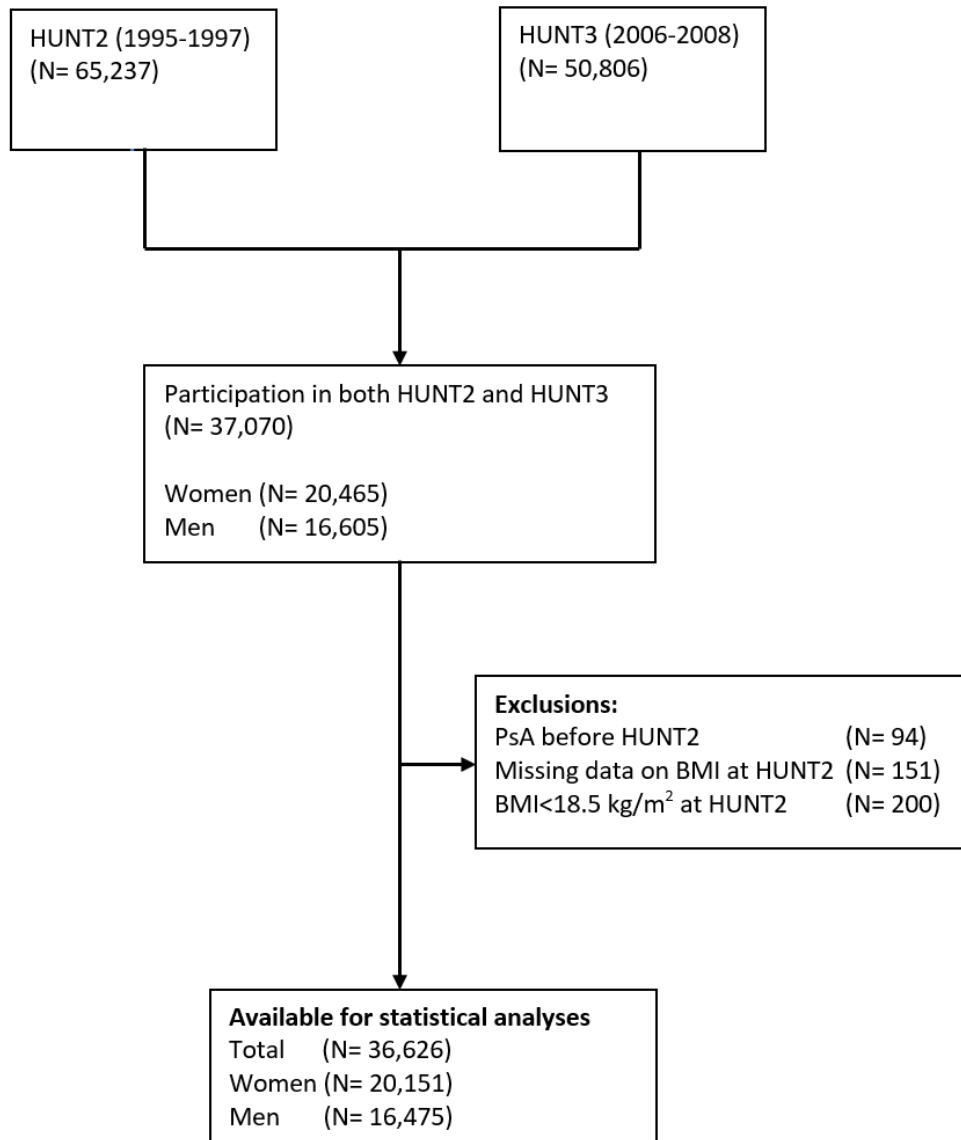 HUNT2 (1995-1997)
(N= 65,237)
HUNT3 (2006-2008)
(N= 50,806)
Participation in both HUNT2 and HUNT3
(N= 37,070)
Women (N= 20,465)
Men (N= 16,605)
Exclusions:
PsA before HUNT2 (N= 94)
Missing data on BMI at HUNT2 (N= 151)
BMI<18.5 kg/m² at HUNT2 (N= 200)
Available for statistical analyses
Total (N= 36,626)
Women (N= 20,151)
Men (N= 16,475)